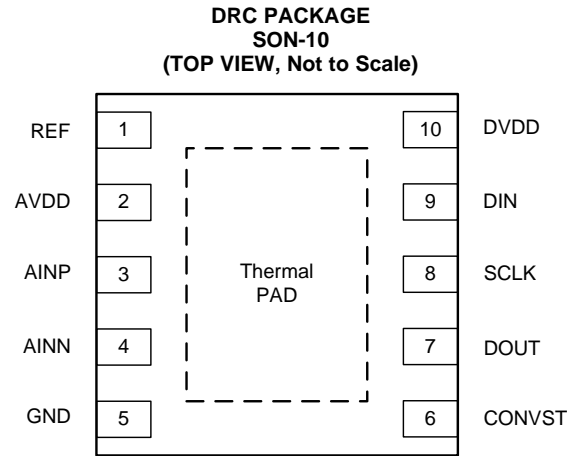 DRC PACKAGE
SON-10
(TOP VIEW, Not to Scale)
REF 1 10 DVDD
AVDD 2 9 DIN
AINP 3 Thermal PAD 8 SCLK
AINN 4 7 DOUT
GND 5 6 CONVST